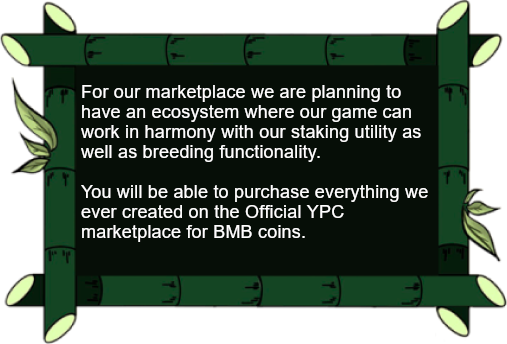 For our marketplace we are planning to
have an ecosystem where our game can
work in harmony with our staking utility as
well as breeding functionality.
You will be able to purchase everything we
ever created on the Official YPC
marketplace for BMB coins.